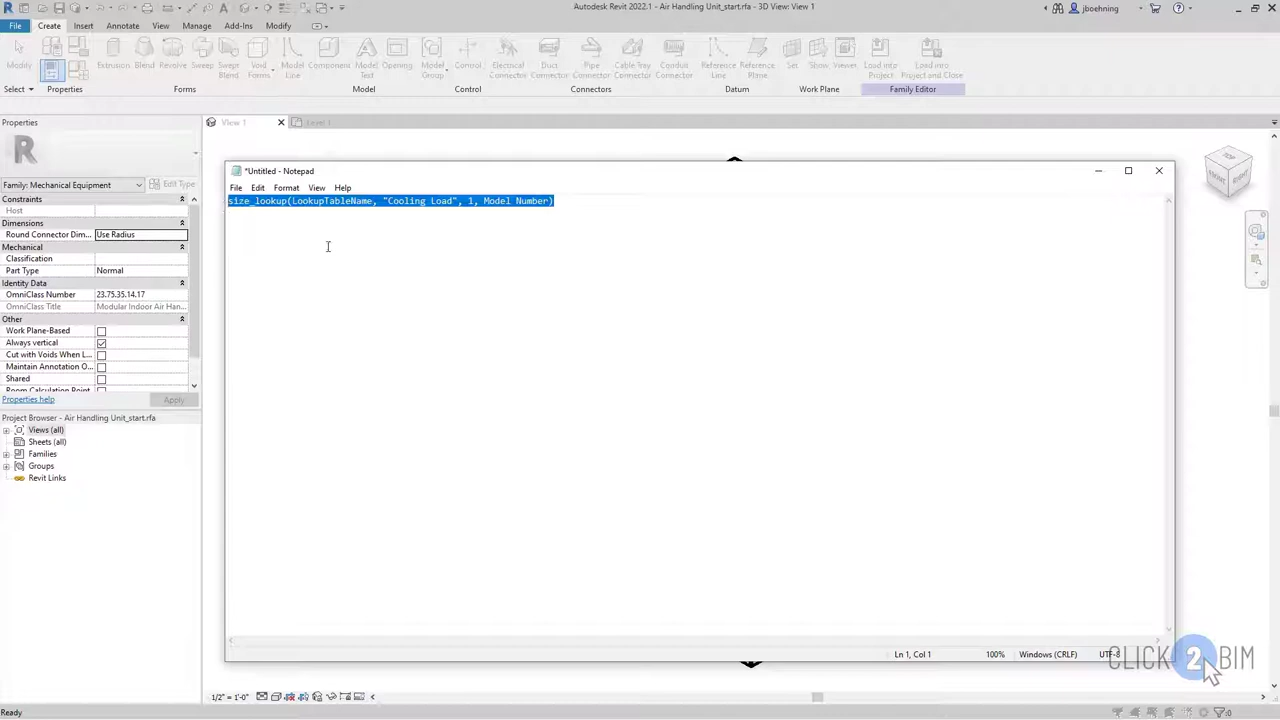 Autodesk Revit 2022.1 - Air Handling Unit_start.rfa - 3D View: View 1
jboehning
File Create Insert Annotate View Manage Add-Ins Modify
Modify Extrusion Blend Revolve Sweep Swept Blend Void Forms Model Line Component Model Text Opening Model Group Control Electrical Connector Duct Connector Pipe Connector Cable Tray Connector Conduit Connector Reference Line Reference Plane Set Show Viewer Load into Project Load into Project and Close
Select Properties Forms Model Control Connectors Datum Work Plane Family Editor
Properties
View 1
Level 1
Family: Mechanical Equipment
Edit Type
Constraints
Host
Dimensions
Round Connector Dim... Use Radius
Mechanical
Classification
Part Type Normal
Identity Data
OmniClass Number 23.75.35.14.17
OmniClass Title Modular Indoor Air Han...
Other
Work Plane-Based
Always vertical
Cut with Voids When L...
Maintain Annotation O...
Shared
Room Calculation Point
Properties help
Apply
Project Browser - Air Handling Unit_start.rfa
Views (all)
Sheets (all)
Families
Groups
Revit Links
*Untitled - Notepad
File Edit Format View Help
size_lookup(LookupTableName, "Cooling Load", 1, Model Number)
Ln 1, Col 1
100%
Windows (CRLF)
UTF-8
TOP
FRONT
RIGHT
CLICK 2 BIM
1/2" = 1'-0"
Ready
:0